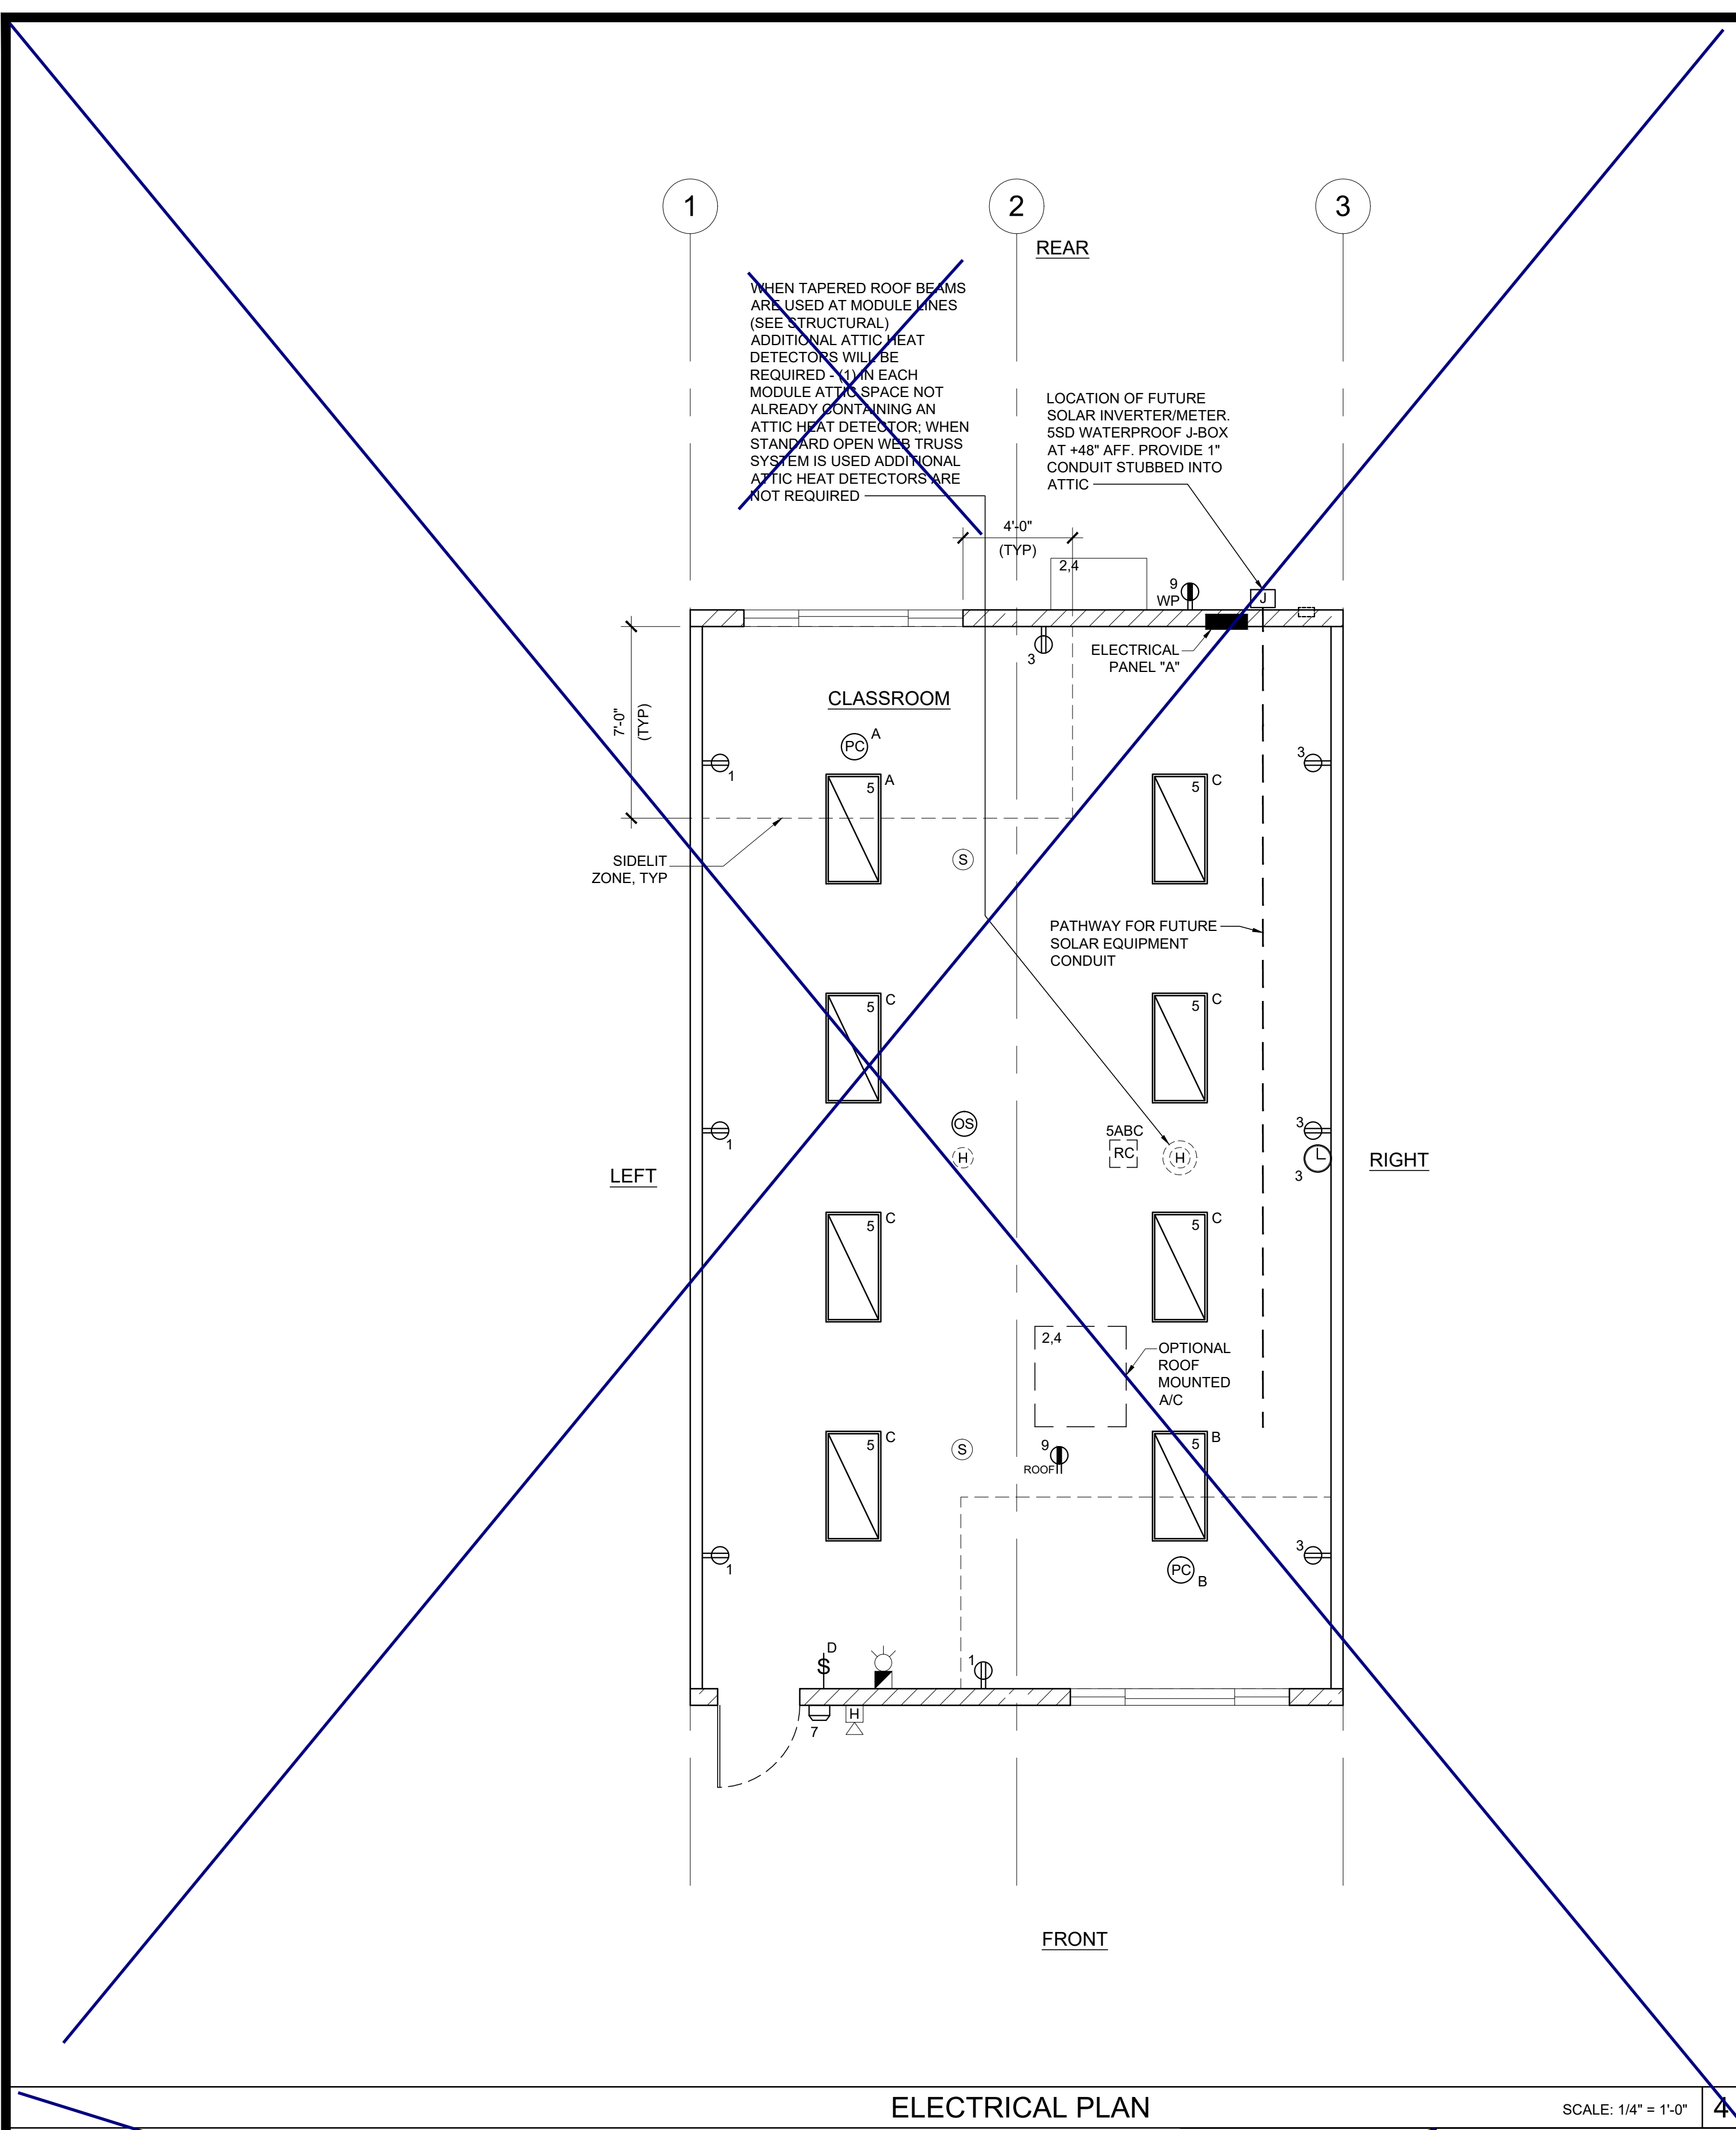 1
2
3
REAR
WHEN TAPERED ROOF BEAMS
ARE USED AT MODULE LINES
(SEE STRUCTURAL)
ADDITIONAL ATTIC HEAT
DETECTORS WILL BE
REQUIRED - (1) IN EACH
MODULE ATTIC SPACE NOT
ALREADY CONTAINING AN
ATTIC HEAT DETECTOR; WHEN
STANDARD OPEN WEB TRUSS
SYSTEM IS USED ADDITIONAL
ATTIC HEAT DETECTORS ARE
NOT REQUIRED
LOCATION OF FUTURE
SOLAR INVERTER/METER.
5SD WATERPROOF J-BOX
AT +48" AFF. PROVIDE 1"
CONDUIT STUBBED INTO
ATTIC
4'-0"
(TYP)
2,4
9
WP
J
3
ELECTRICAL
PANEL "A"
7'-0"
(TYP)
CLASSROOM
PC A
1
3
5 A
5 C
SIDELIT
ZONE, TYP
S
PATHWAY FOR FUTURE
SOLAR EQUIPMENT
CONDUIT
5 C
5 C
OS
H
5ABC
RC
H
1
3
3
LEFT
RIGHT
5 C
5 C
2,4
OPTIONAL
ROOF
MOUNTED
A/C
5 C
S
9
ROOF
5 B
1
3
PC B
D
$
1
7
H
FRONT
ELECTRICAL PLAN
SCALE: 1/4" = 1'-0"
4